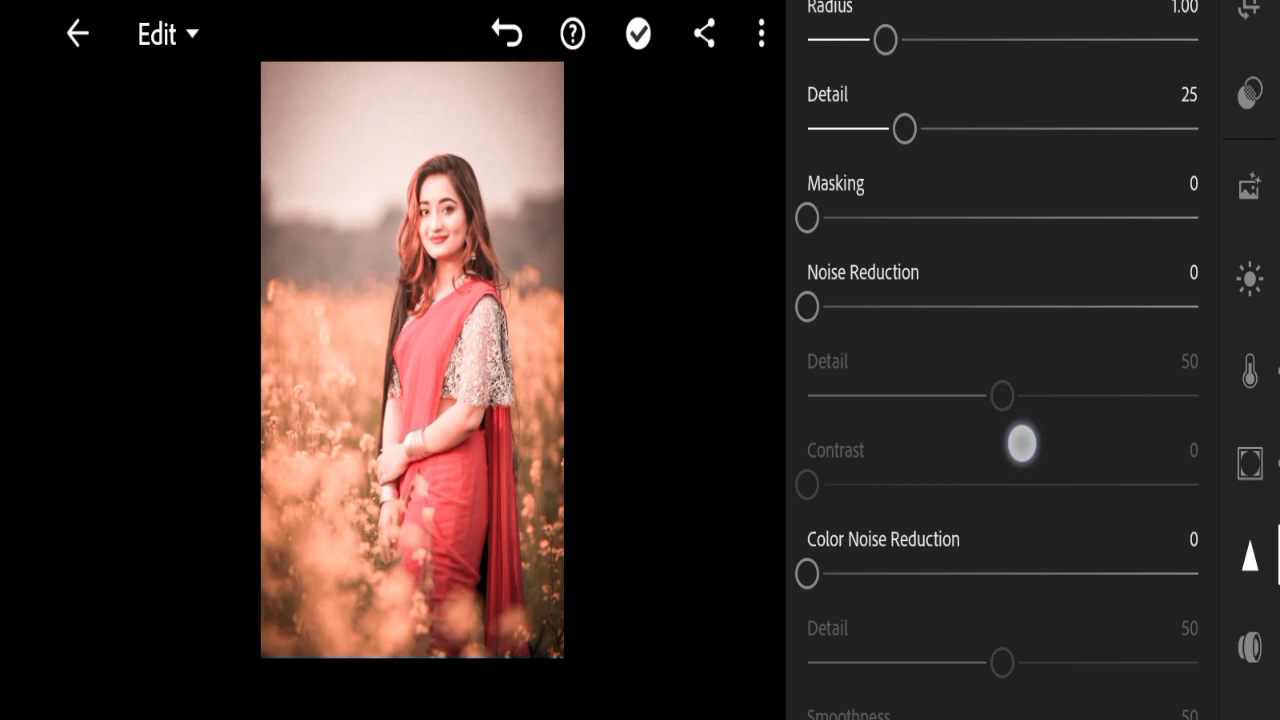 Edit
Radius 1.00
Detail 25
Masking 0
Noise Reduction 0
Detail 50
Contrast 0
Color Noise Reduction 0
Detail 50
Smoothness 50